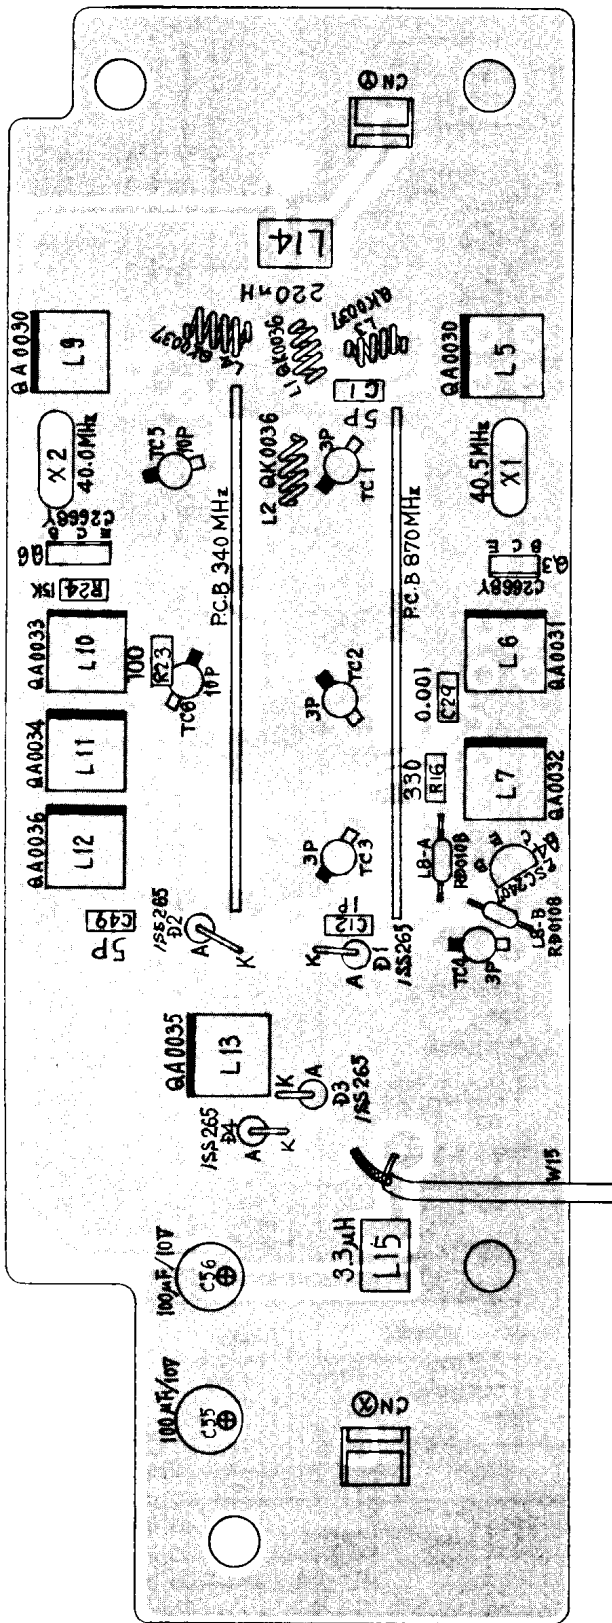 CN Ⓨ
L14
220nH
QA0030
L9
L4
QK0037
L1 QK0036
L3
QK0037
QA0030
L5
C1
5P
X2
40.0MHz
TC5
10P
L2 QK0036
3P
TC1
40.5MHz
X1
Q6
C2668Y
B C E
P.C.B 340 MHz
P.C.B 870 MHz
E C B
C2668Y
Q3
15K
R24
QA0033
L10
100
R23
TC6
10P
3P
TC2
0.001
C29
L6
QA0031
QA0034
L11
330
R16
L7
QA0032
QA0036
L12
3P
TC3
L8-A
RD0108
B E C
Q4
C49
5P
1SS265
D2
A
K
1P
C12
K
A
D1
1SS265
TC4
3P
L8-B
RD0108
QA0035
L13
K
A
D3
1SS265
1SS265
D4
A
K
W15
100µF/10V
C56
3.3µH
L15
100µF/10V
C55
CN Ⓧ